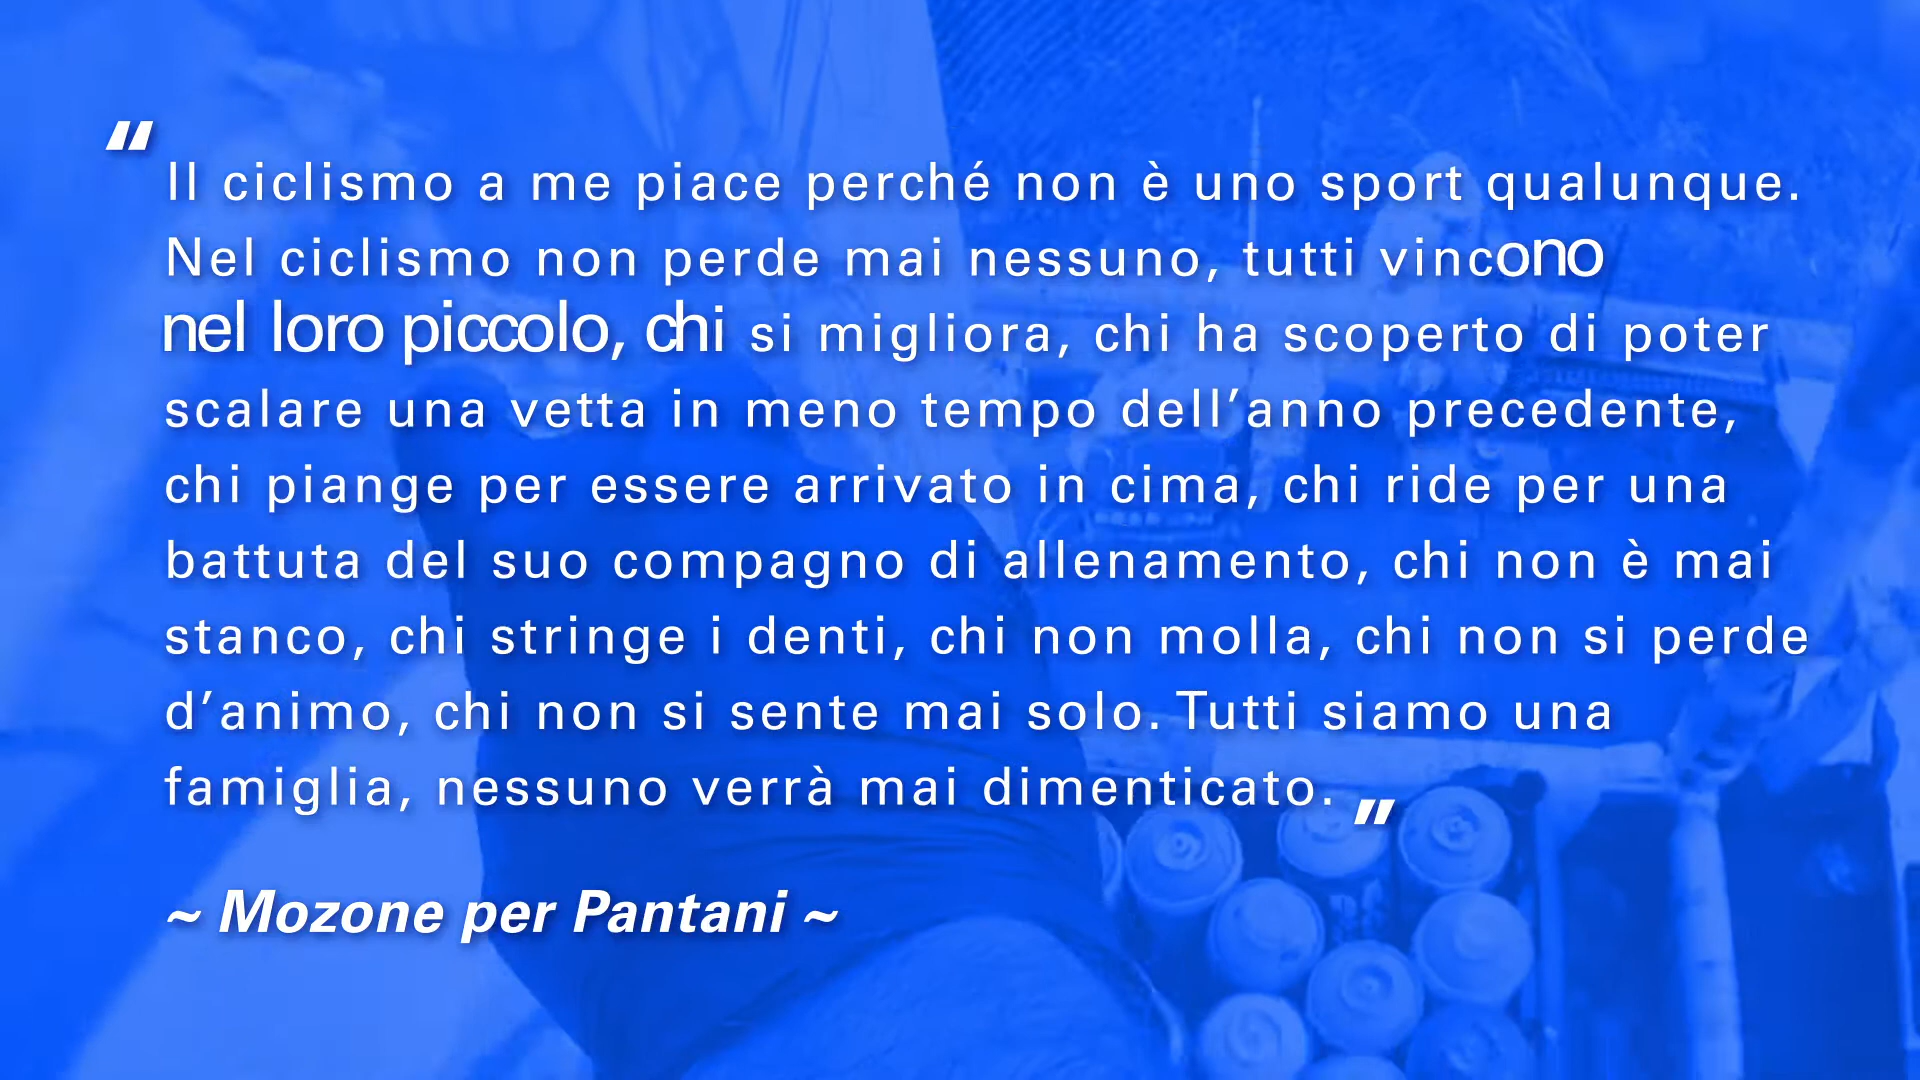 "Il ciclismo a me piace perché non è uno sport qualunque.
Nel ciclismo non perde mai nessuno, tutti vincono
nel loro piccolo, chi si migliora, chi ha scoperto di poter
scalare una vetta in meno tempo dell’anno precedente,
chi piange per essere arrivato in cima, chi ride per una
battuta del suo compagno di allenamento, chi non è mai
stanco, chi stringe i denti, chi non molla, chi non si perde
d’animo, chi non si sente mai solo. Tutti siamo una
famiglia, nessuno verrà mai dimenticato."
~ Mozone per Pantani ~